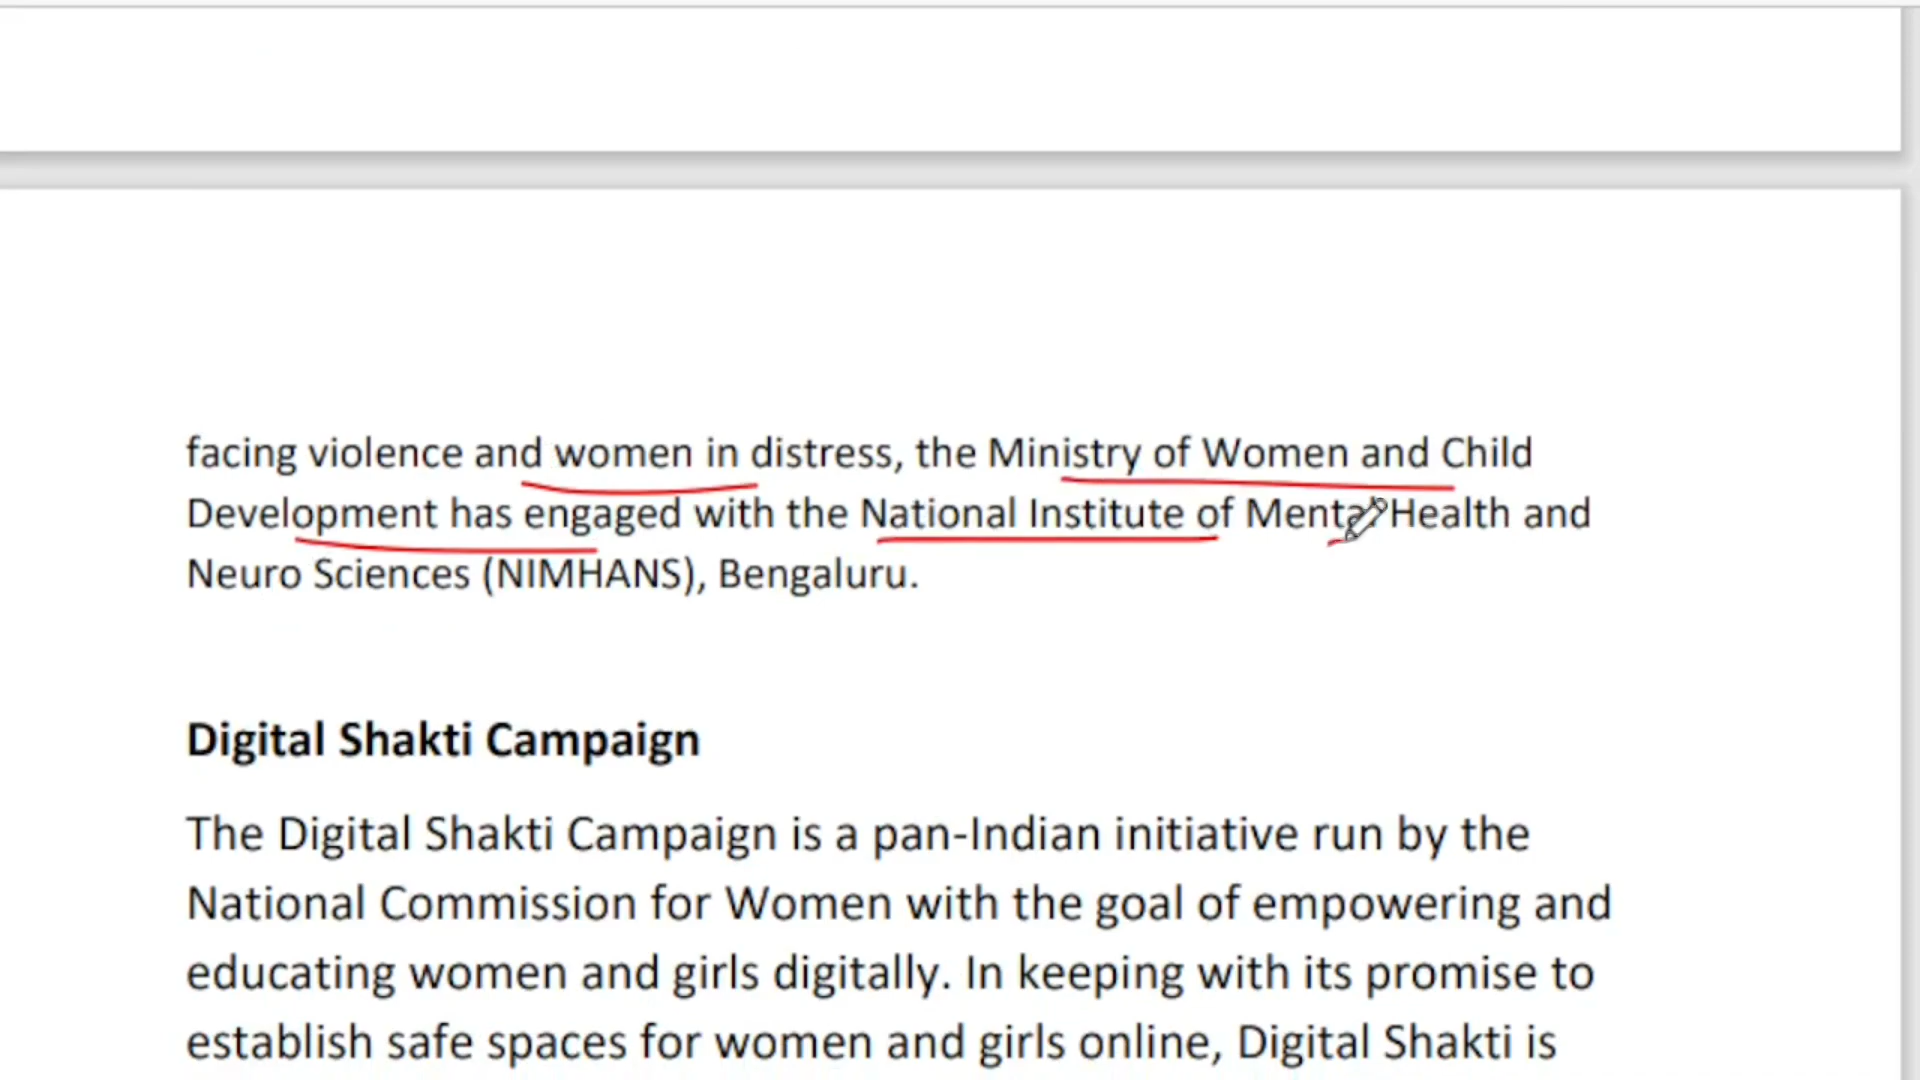 facing violence and women in distress, the Ministry of Women and Child
Development has engaged with the National Institute of Mental Health and
Neuro Sciences (NIMHANS), Bengaluru.
Digital Shakti Campaign
The Digital Shakti Campaign is a pan-Indian initiative run by the
National Commission for Women with the goal of empowering and
educating women and girls digitally. In keeping with its promise to
establish safe spaces for women and girls online, Digital Shakti is